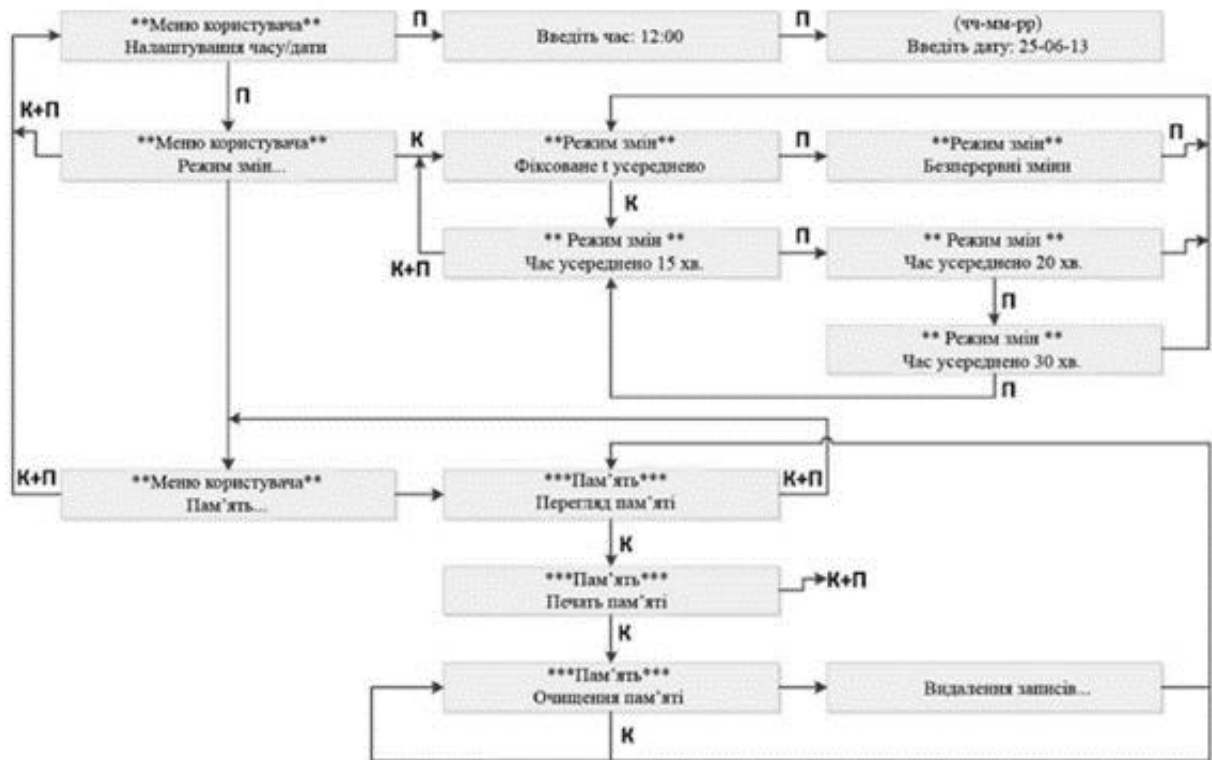 **Меню користувача**
Налаштування часу/дати
П
Введіть час: 12:00
П
(чч-мм-рр)
Введіть дату: 25-06-13
П
К+П
**Меню користувача**
Режим змін...
К
**Режим змін**
Фіксоване t усереднено
П
**Режим змін**
Безперервні зміни
П
К
К+П
** Режим змін **
Час усереднено 15 хв.
П
** Режим змін **
Час усереднено 20 хв.
П
** Режим змін **
Час усереднено 30 хв.
П
К+П
**Меню користувача**
Пам’ять...
***Пам’ять***
Перегляд пам’яті
К+П
К
***Пам’ять***
Печать пам’яті
К+П
К
***Пам’ять***
Очищення пам’яті
Видалення записів...
К